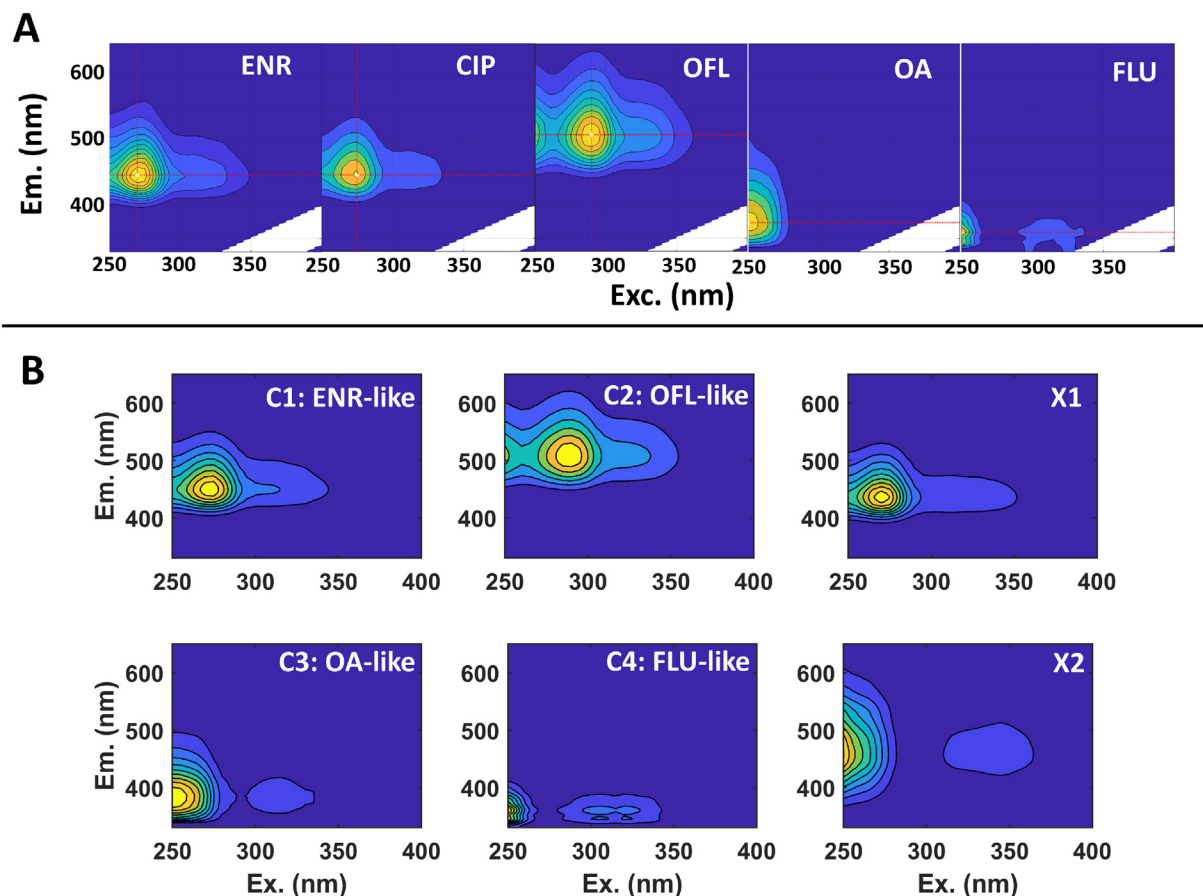 A
ENR
CIP
OFL
OA
FLU
Em. (nm)
600
500
400
250 300 350 250 300 350 250 300 350 250 300 350 250 300 350
Exc. (nm)
B
C1: ENR-like
C2: OFL-like
X1
Em. (nm)
600
500
400
250 300 350 400
600
500
400
250 300 350 400
600
500
400
250 300 350 400
C3: OA-like
C4: FLU-like
X2
Em. (nm)
600
500
400
250 300 350 400
Ex. (nm)
600
500
400
250 300 350 400
Ex. (nm)
600
500
400
250 300 350 400
Ex. (nm)